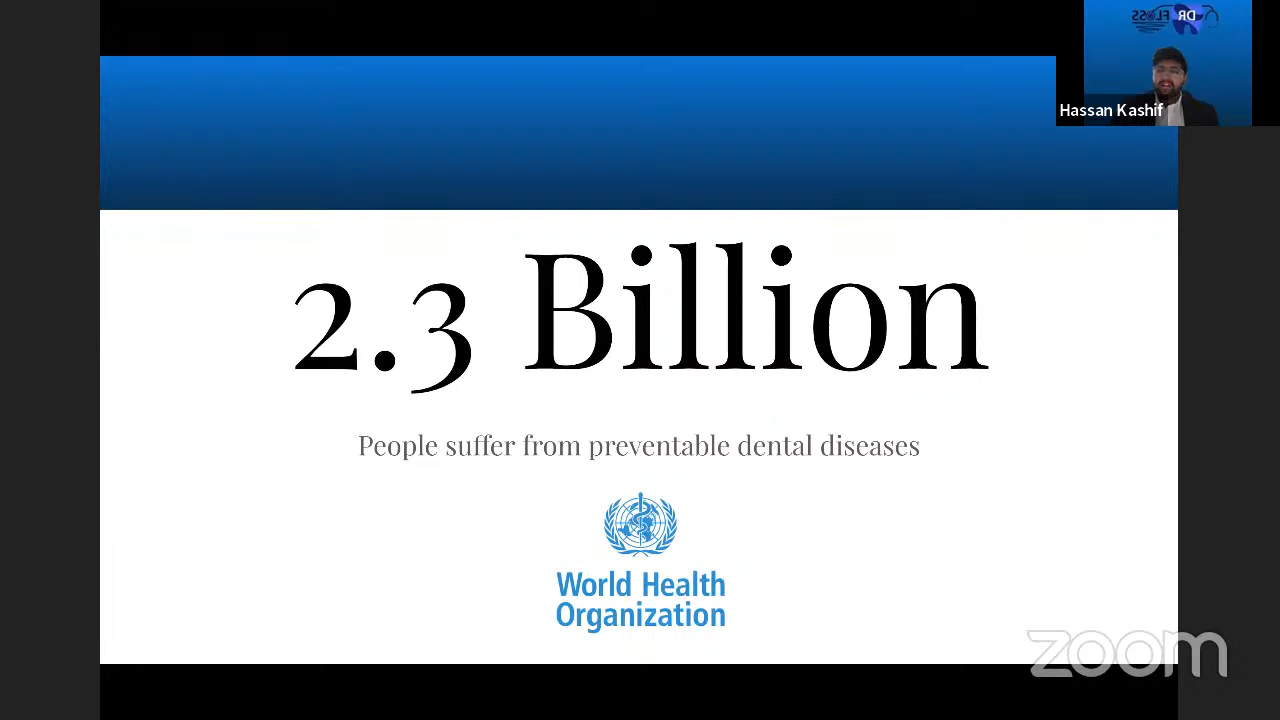 DR FLOSS
Hassan Kashif
2.3 Billion
People suffer from preventable dental diseases
World Health
Organization
zoom